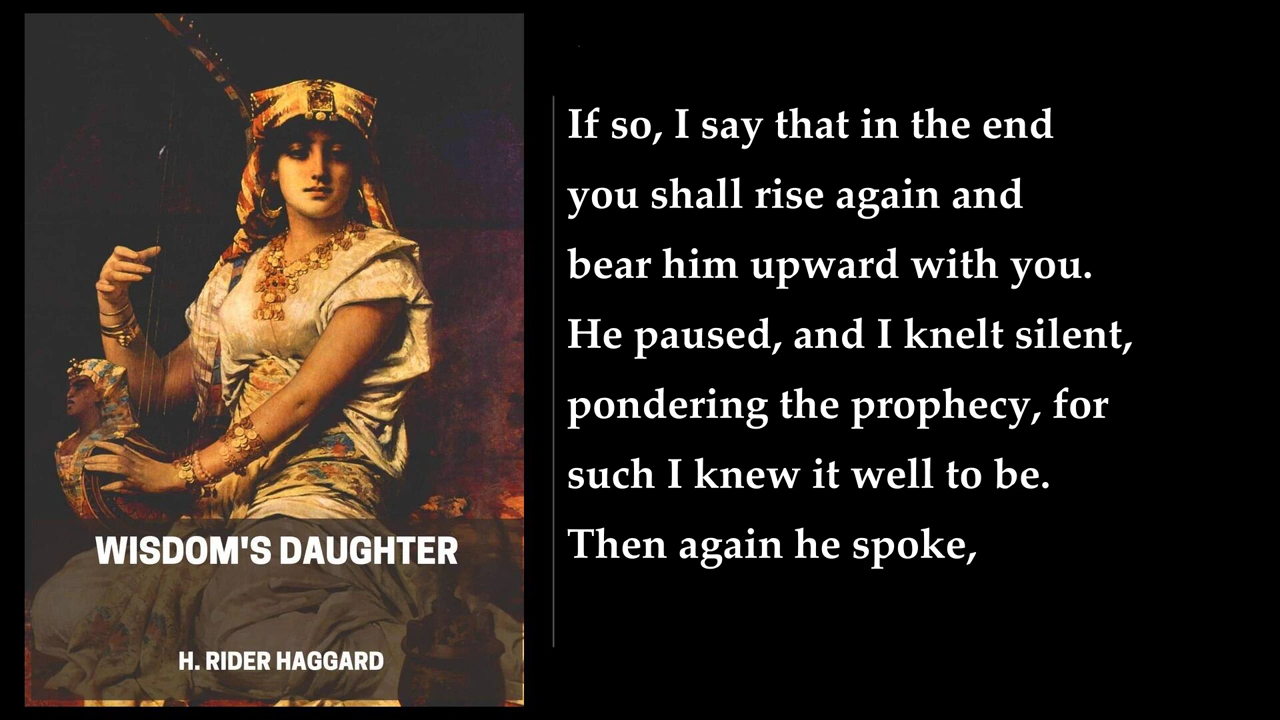 WISDOM'S DAUGHTER
H. RIDER HAGGARD
If so, I say that in the end
you shall rise again and
bear him upward with you.
He paused, and I knelt silent,
pondering the prophecy, for
such I knew it well to be.
Then again he spoke,